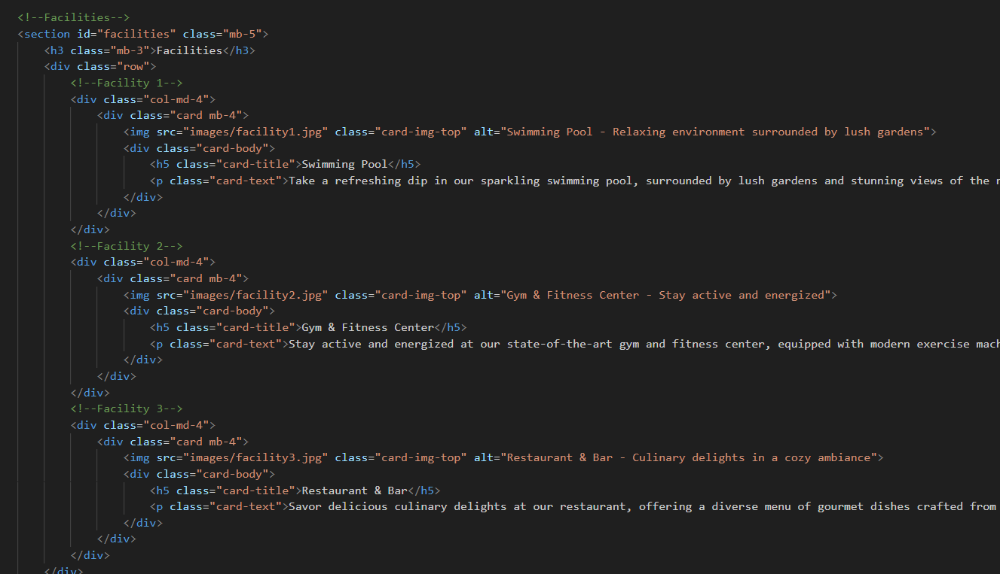 <!--Facilities-->
<section id="facilities" class="mb-5">
<h3 class="mb-3">Facilities</h3>
<div class="row">
<!--Facility 1-->
<div class="col-md-4">
<div class="card mb-4">
<img src="images/facility1.jpg" class="card-img-top" alt="Swimming Pool - Relaxing environment surrounded by lush gardens">
<div class="card-body">
<h5 class="card-title">Swimming Pool</h5>
<p class="card-text">Take a refreshing dip in our sparkling swimming pool, surrounded by lush gardens and stunning views of the
</div>
</div>
</div>
<!--Facility 2-->
<div class="col-md-4">
<div class="card mb-4">
<img src="images/facility2.jpg" class="card-img-top" alt="Gym & Fitness Center - Stay active and energized">
<div class="card-body">
<h5 class="card-title">Gym & Fitness Center</h5>
<p class="card-text">Stay active and energized at our state-of-the-art gym and fitness center, equipped with modern exercise
</div>
</div>
</div>
<!--Facility 3-->
<div class="col-md-4">
<div class="card mb-4">
<img src="images/facility3.jpg" class="card-img-top" alt="Restaurant & Bar - Culinary delights in a cozy ambiance">
<div class="card-body">
<h5 class="card-title">Restaurant & Bar</h5>
<p class="card-text">Savor delicious culinary delights at our restaurant, offering a diverse menu of gourmet dishes crafted from
</div>
</div>
</div>
</div>